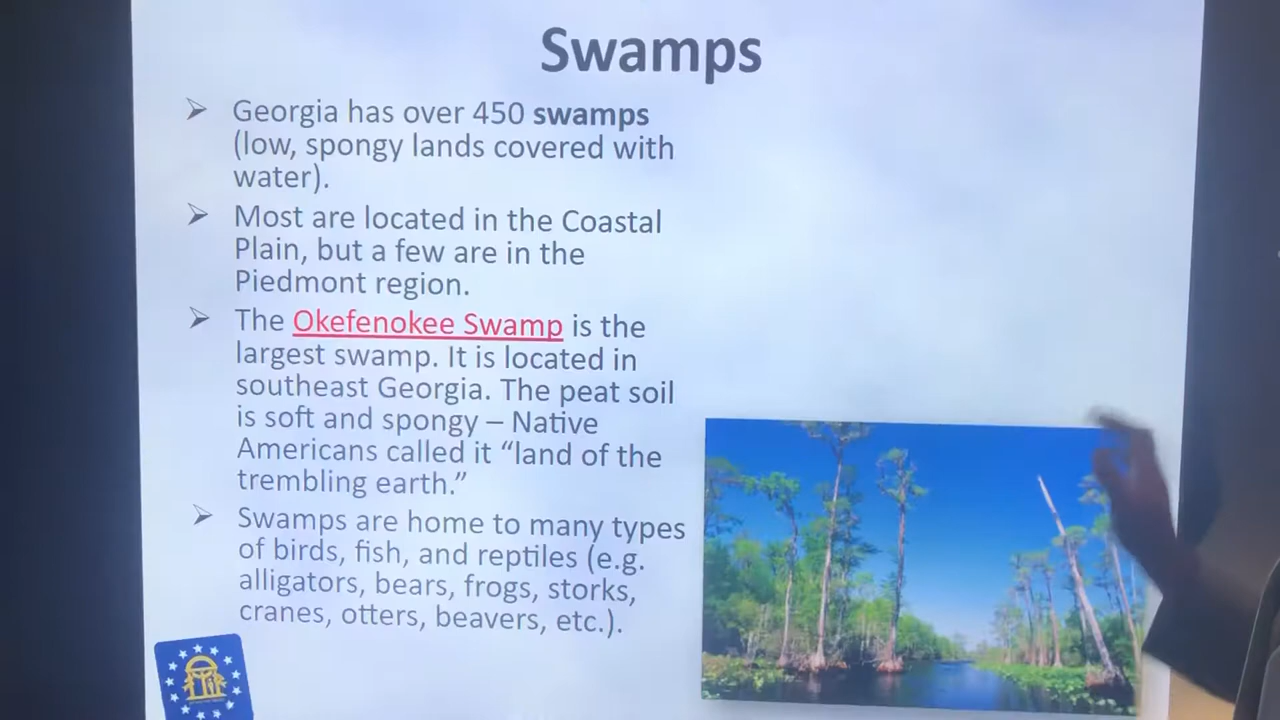 Swamps
Georgia has over 450 swamps
(low, spongy lands covered with
water).
Most are located in the Coastal
Plain, but a few are in the
Piedmont region.
The Okefenokee Swamp is the
largest swamp. It is located in
southeast Georgia. The peat soil
is soft and spongy – Native
Americans called it “land of the
trembling earth.”
Swamps are home to many types
of birds, fish, and reptiles (e.g.
alligators, bears, frogs, storks,
cranes, otters, beavers, etc.).